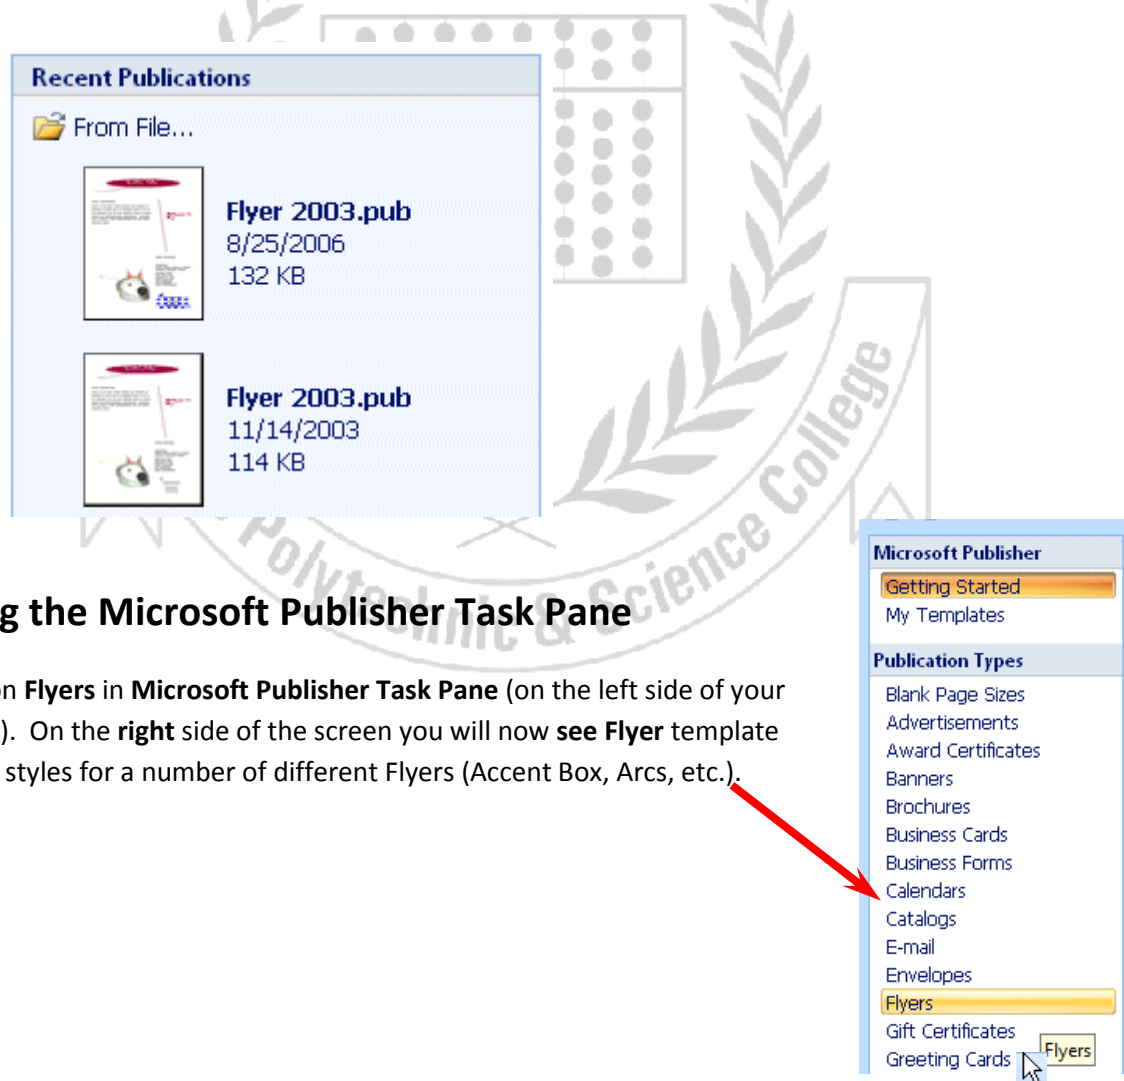 Recent Publications
From File...
Flyer 2003.pub
8/25/2006
132 KB
Flyer 2003.pub
11/14/2003
114 KB
College
Polytechnic & Science
g the Microsoft Publisher Task Pane
on Flyers in Microsoft Publisher Task Pane (on the left side of your
). On the right side of the screen you will now see Flyer template
styles for a number of different Flyers (Accent Box, Arcs, etc.).
Microsoft Publisher
Getting Started
My Templates
Publication Types
Blank Page Sizes
Advertisements
Award Certificates
Banners
Brochures
Business Cards
Business Forms
Calendars
Catalogs
E-mail
Envelopes
Flyers
Gift Certificates
Greeting Cards
Flyers